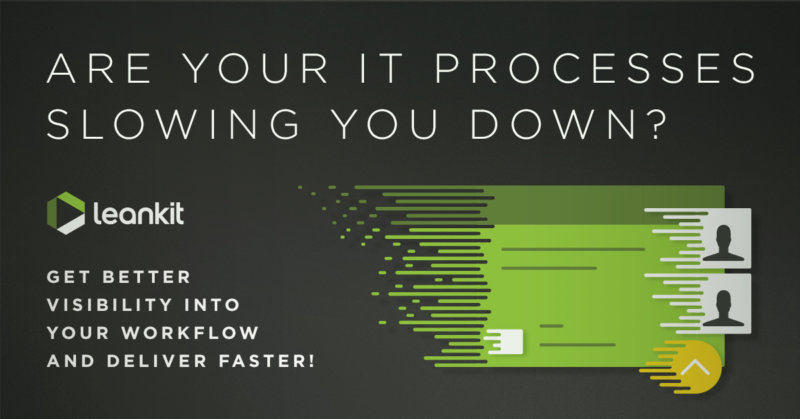 ARE YOUR IT PROCESSES
SLOWING YOU DOWN?
leankit
GET BETTER
VISIBILITY INTO
YOUR WORKFLOW
AND DELIVER FASTER!